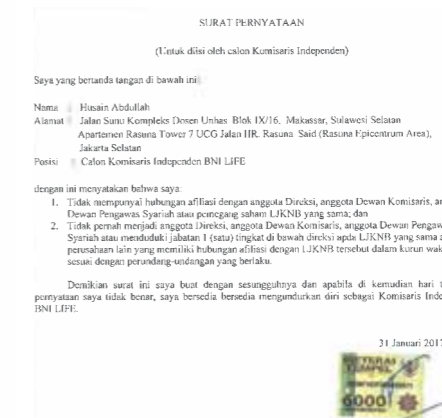 SURAT PERNYATAAN
(Untuk diisi oleh calon Komisaris Independen)
Saya yang bertanda tangan di bawah ini
Nama Husain Abdullah
Alamat Jalan Sunu Kompleks Dosen Unhas Blok IX/16, Makassar, Sulawesi Selatan
Apartemen Rasuna Tower 7 UCG Jalan HR. Rasuna Said (Rasuna Epicentrum Area),
Jakarta Selatan
Posisi Calon Komisaris Independen BNI LIFE
dengan ini menyatakan bahwa saya:
1. Tidak mempunyai hubungan afiliasi dengan anggota Direksi, anggota Dewan Komisaris, an
Dewan Pengawas Syariah atau pemegang saham LJKNB yang sama; dan
2. Tidak pernah menjadi anggota Direksi, anggota Dewan Komisaris, anggota Dewan Pengaw
Syariah atau menduduki jabatan 1 (satu) tingkat di bawah direksi apda LJKNB yang sama a
perusahaan lain yang memiliki hubungan afiliasi dengan LJKNB tersebut dalam kurun wak
sesuai dengan perundang-undangan yang berlaku.
Demikian surat ini saya buat dengan sesungguhnya dan apabila di kemudian hari t
pernyataan saya tidak benar, saya bersedia bersedia mengundurkan diri sebagai Komisaris Inde
BNI LIFE.
31 Januari 2017
METERAI
TEMPEL
6000